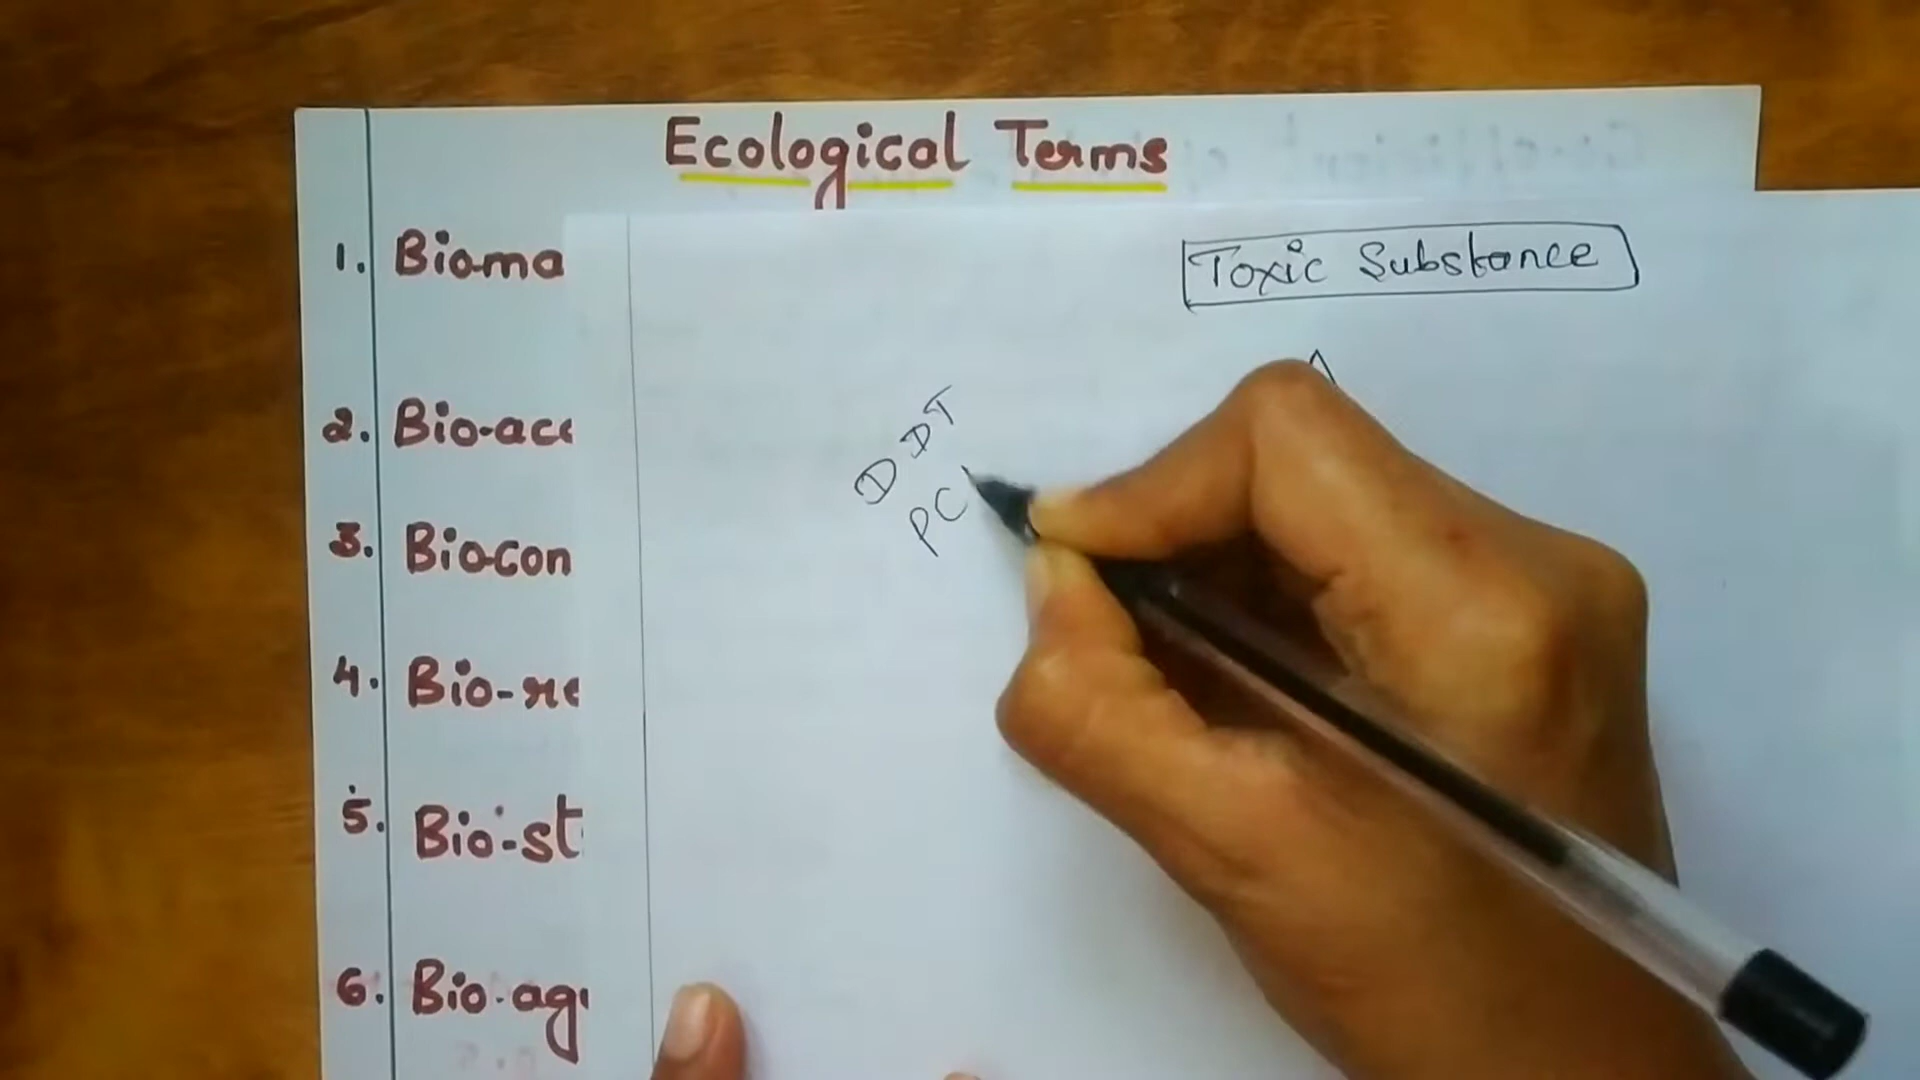 Ecological Terms
Toxic Substance
1. Bioma
2. Bio-acc
DDT
PC
3. Biocon
4. Bio-re
5. Bio-st
6. Bio-ag